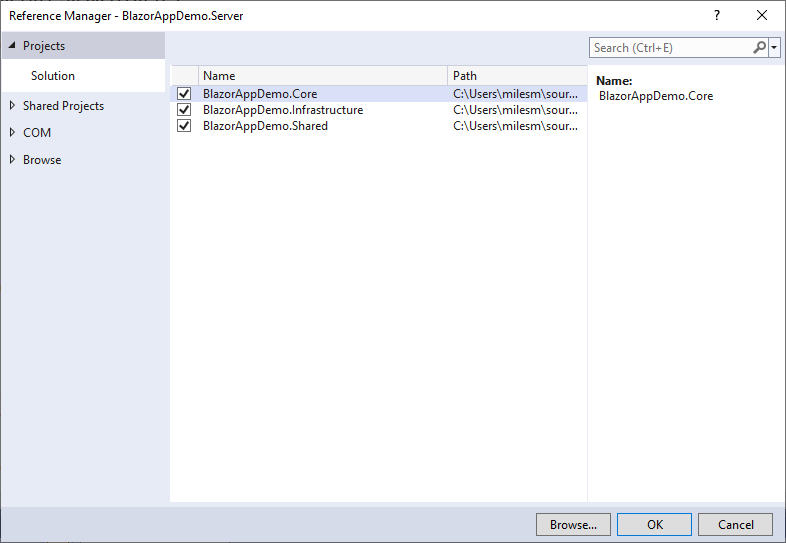 Reference Manager - BlazorAppDemo.Server
?
Projects
Search (Ctrl+E)
Solution
Shared Projects
COM
Browse
Name Path
BlazorAppDemo.Core C:\Users\milesm\sour...
BlazorAppDemo.Infrastructure C:\Users\milesm\sour...
BlazorAppDemo.Shared C:\Users\milesm\sour...
Name:
BlazorAppDemo.Core
Browse... OK Cancel